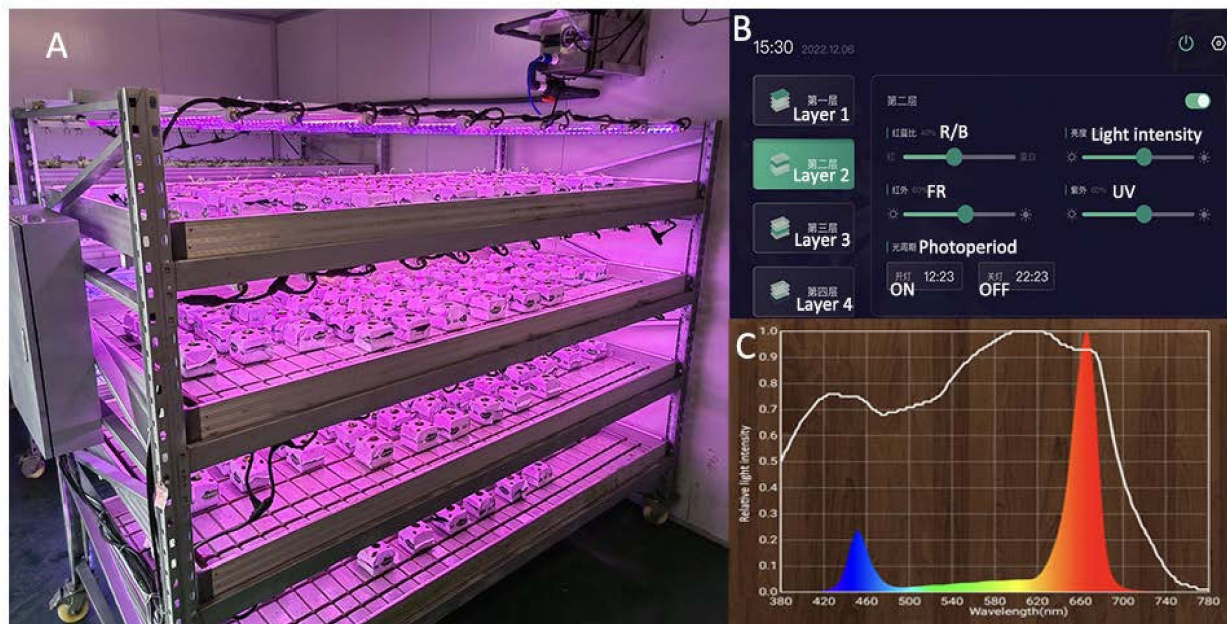 A
B
15:30 2022.12.06
第一层
Layer 1
第二层
Layer 2
第三层
Layer 3
第四层
Layer 4
第二层
红蓝比 40% R/B
红 蓝白
亮度 Light intensity
红外 60% FR
紫外 60% UV
光周期 Photoperiod
开灯 12:23
ON
关灯 22:23
OFF
C
Relative light intensity
1.0
0.9
0.8
0.7
0.6
0.5
0.4
0.3
0.2
0.1
0.0
380 420 460 500 540 580 620 660 700 740 780
Wavelength(nm)